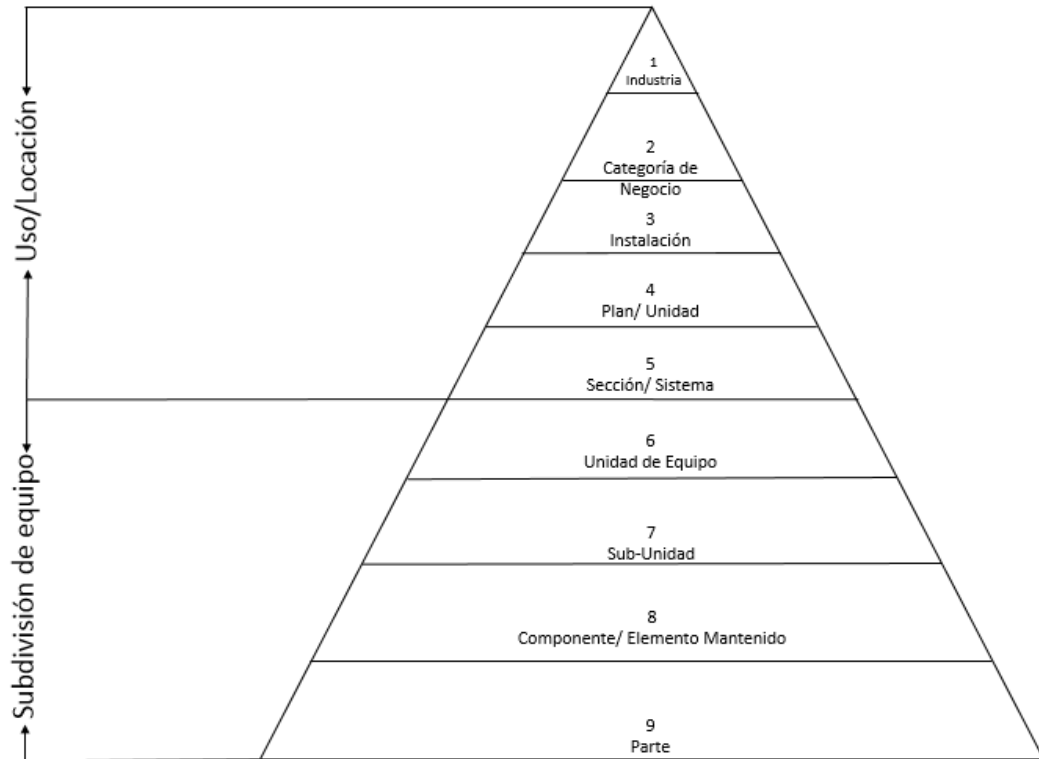 Uso/Locación
Subdivisión de equipo
1
Industria
2
Categoría de
Negocio
3
Instalación
4
Plan/ Unidad
5
Sección/ Sistema
6
Unidad de Equipo
7
Sub-Unidad
8
Componente/ Elemento Mantenido
9
Parte